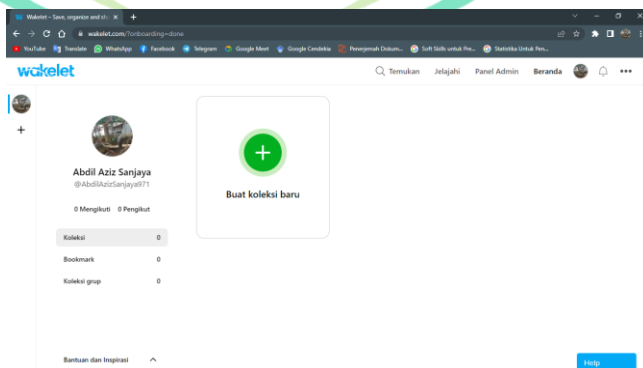 Wakelet – Save, organize and sh
wakelet.com/?onboarding=done
YouTube Translate WhatsApp Facebook Telegram Google Meet Google Cendekia Penerjemah Dokum... Soft Skills untuk Pre... Statistika Untuk Pen...
wakelet
Temukan Jelajahi Panel Admin Beranda
Abdil Aziz Sanjaya
@AbdilAzizSanjaya971
0 Mengikuti 0 Pengikut
Koleksi 0
Bookmark 0
Koleksi grup 0
Buat koleksi baru
Bantuan dan Inspirasi
Help